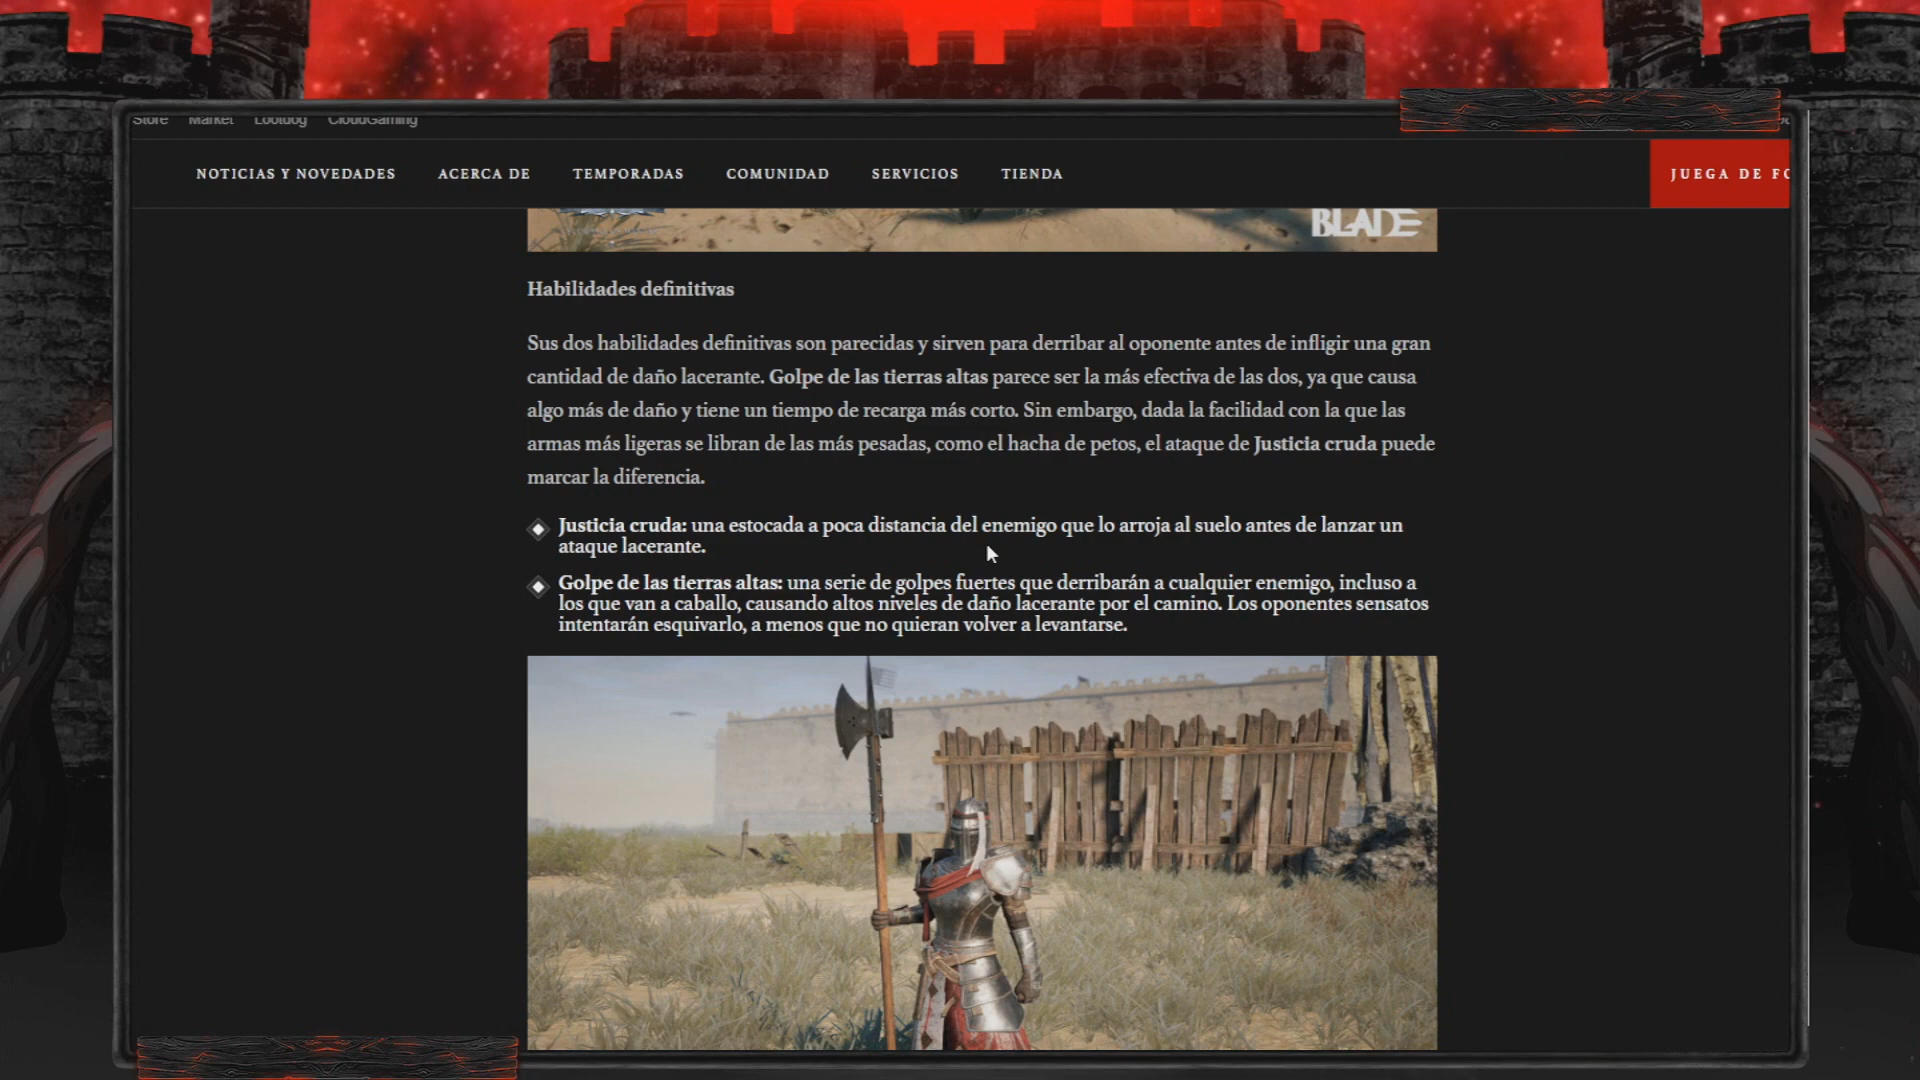 Store Market Lootdog CloudGaming
NOTICIAS Y NOVEDADES ACERCA DE TEMPORADAS COMUNIDAD SERVICIOS TIENDA JUEGA DE FO
BLADE
Habilidades definitivas
Sus dos habilidades definitivas son parecidas y sirven para derribar al oponente antes de infligir una gran
cantidad de daño lacerante. Golpe de las tierras altas parece ser la más efectiva de las dos, ya que causa
algo más de daño y tiene un tiempo de recarga más corto. Sin embargo, dada la facilidad con la que las
armas más ligeras se libran de las más pesadas, como el hacha de petos, el ataque de Justicia cruda puede
marcar la diferencia.
Justicia cruda: una estocada a poca distancia del enemigo que lo arroja al suelo antes de lanzar un
ataque lacerante.
Golpe de las tierras altas: una serie de golpes fuertes que derribarán a cualquier enemigo, incluso a
los que van a caballo, causando altos niveles de daño lacerante por el camino. Los oponentes sensatos
intentarán esquivarlo, a menos que no quieran volver a levantarse.